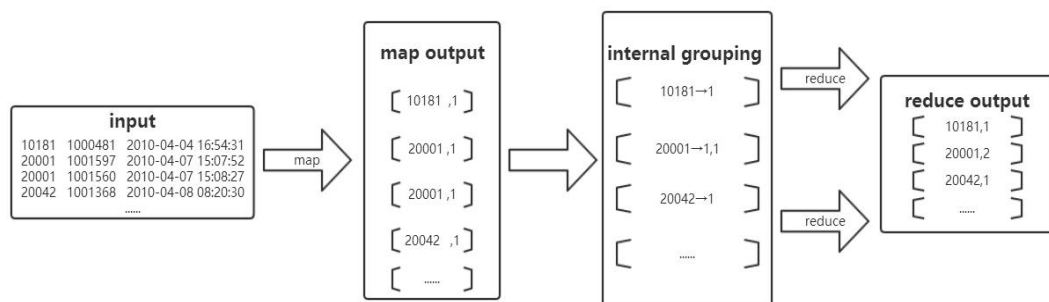 input
10181 1000481 2010-04-04 16:54:31
20001 1001597 2010-04-07 15:07:52
20001 1001560 2010-04-07 15:08:27
20042 1001368 2010-04-08 08:20:30
......
map
map output
10181 ,1
20001 ,1
20001 ,1
20042 ,1
......
internal grouping
10181→1
20001→1,1
20042→1
......
reduce
reduce
reduce output
10181,1
20001,2
20042,1
......